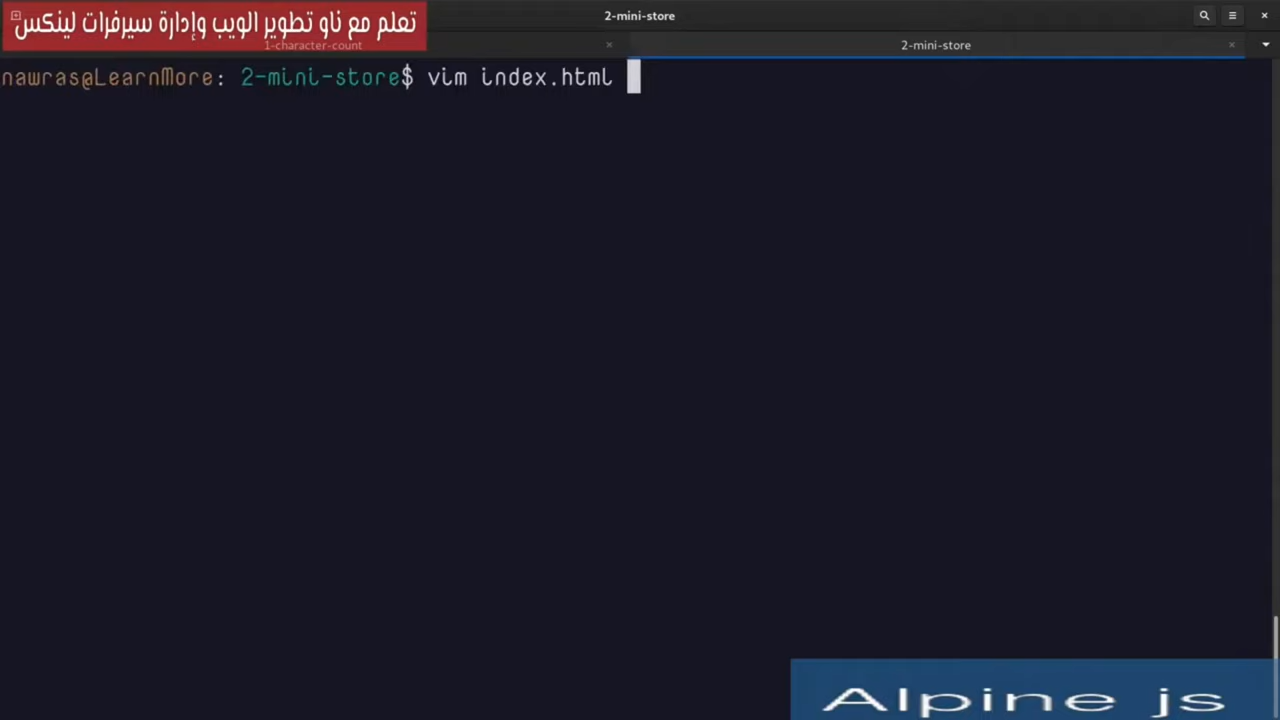 2-mini-store
تعلم مع ناو تطوير الويب وإدارة سيرفرات لينكس
1-character-count
2-mini-store
nawras@LearnMore: 2-mini-store$ vim index.html
Alpine js